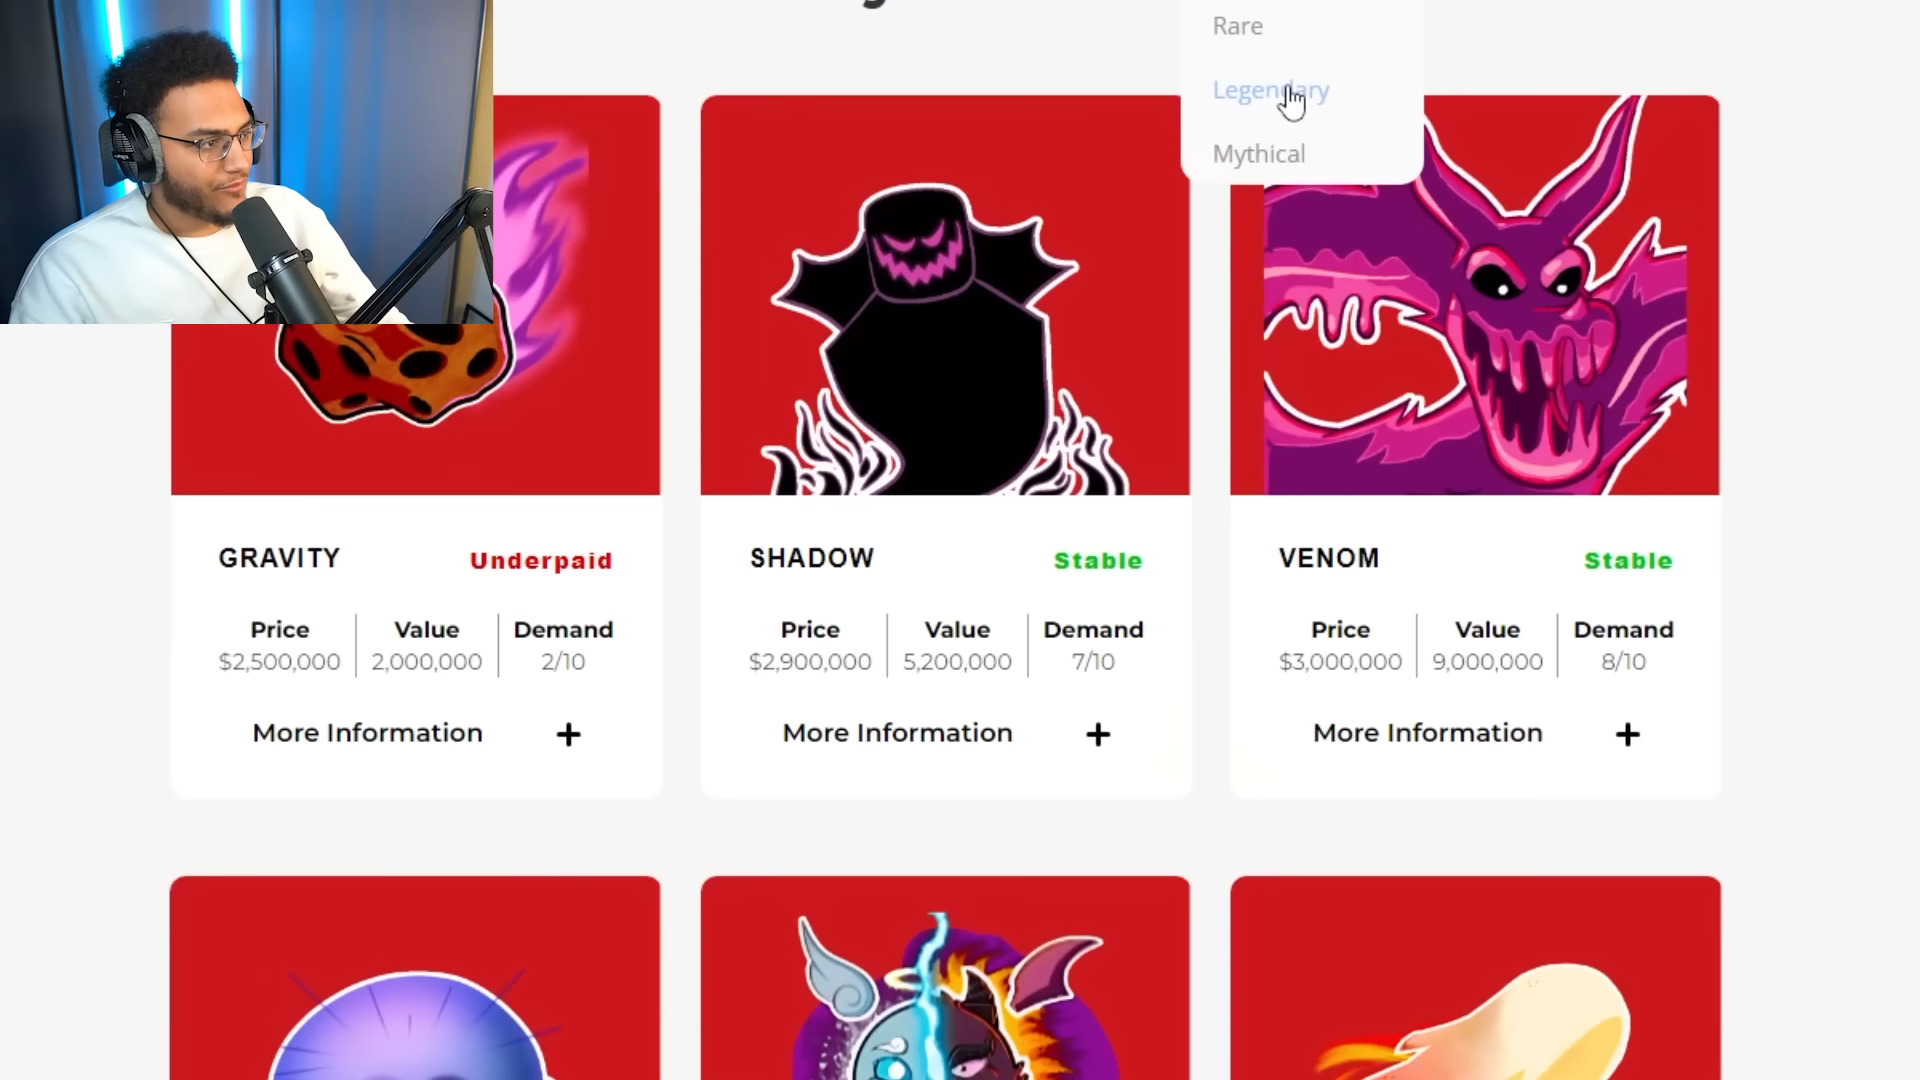 Rare
Legendary
Mythical
GRAVITY Underpaid
Price Value Demand
$2,500,000 2,000,000 2/10
More Information +
SHADOW Stable
Price Value Demand
$2,900,000 5,200,000 7/10
More Information +
VENOM Stable
Price Value Demand
$3,000,000 9,000,000 8/10
More Information +